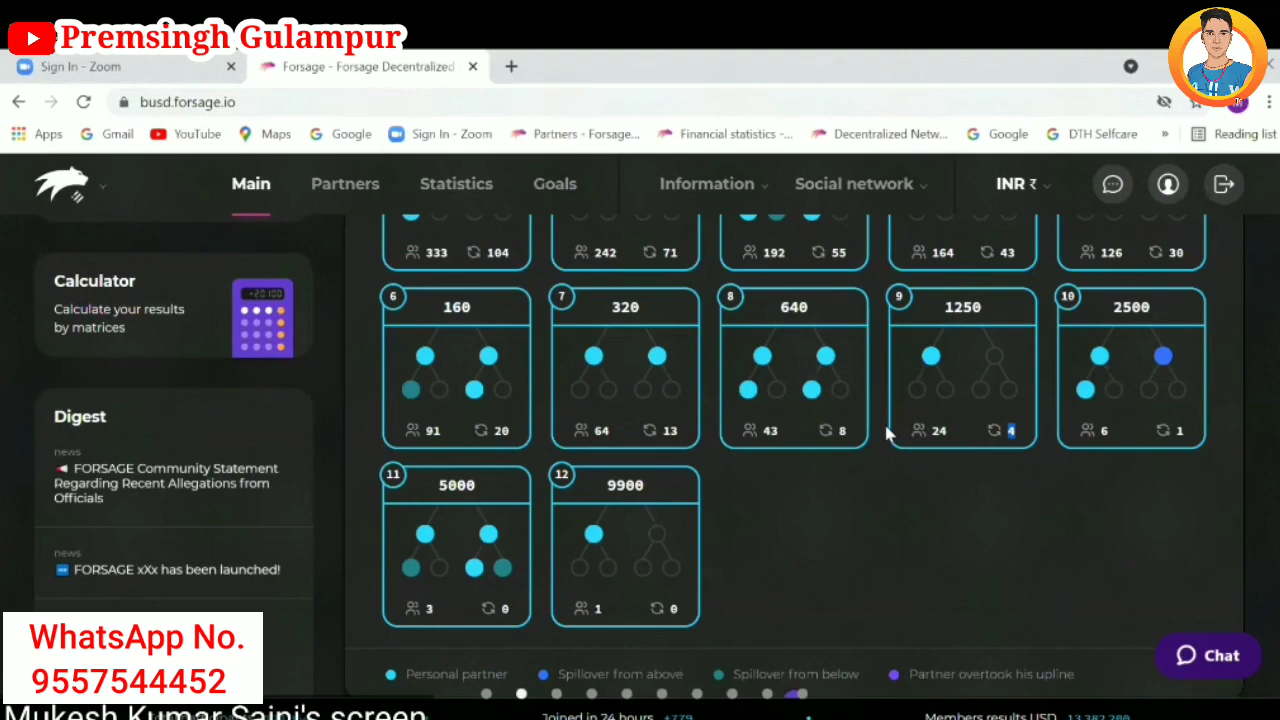 Premsingh Gulampur
Sign In - Zoom
Forsage - Forsage Decentralized
busd.forsage.io
Apps
Gmail
YouTube
Maps
Google
Sign In - Zoom
Partners - Forsage...
Financial statistics -...
Decentralized Netw...
Google
DTH Selfcare
»
Reading list
Main
Partners
Statistics
Goals
Information
Social network
INR ₹
333 104
242 71
192 55
164 43
126 30
Calculator
Calculate your results
by matrices
6 160
91 20
7 320
64 13
8 640
43 8
9 1250
24 4
10 2500
6 1
Digest
news
FORSAGE Community Statement
Regarding Recent Allegations from
Officials
news
FORSAGE xXx has been launched!
11 5000
3 0
12 9900
1 0
Personal partner
Spillover from above
Spillover from below
Partner overtook his upline
Chat
WhatsApp No.
9557544452
Mukesh Kumar Saini's screen
Joined in 24 hours +779
Members results USD 13 382 200